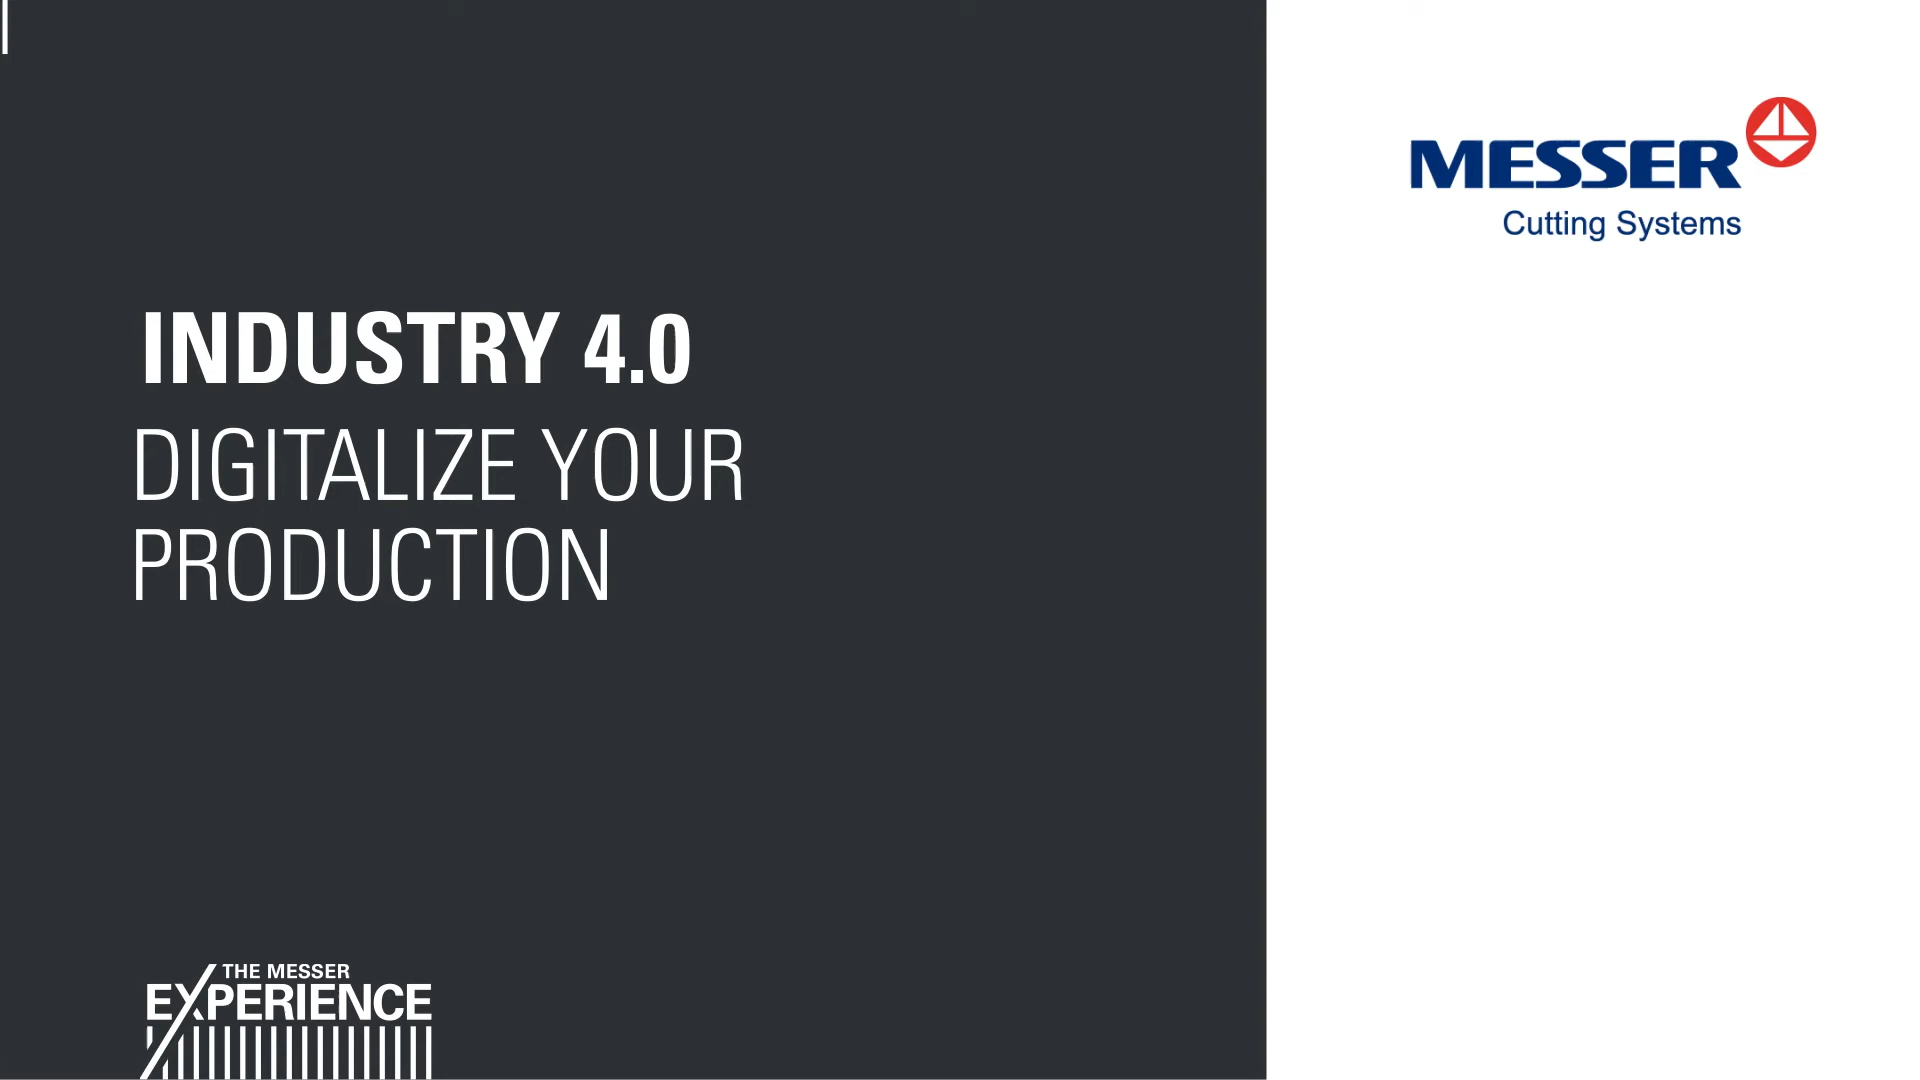 MESSER
Cutting Systems
INDUSTRY 4.0
DIGITALIZE YOUR
PRODUCTION
THE MESSER
EXPERIENCE